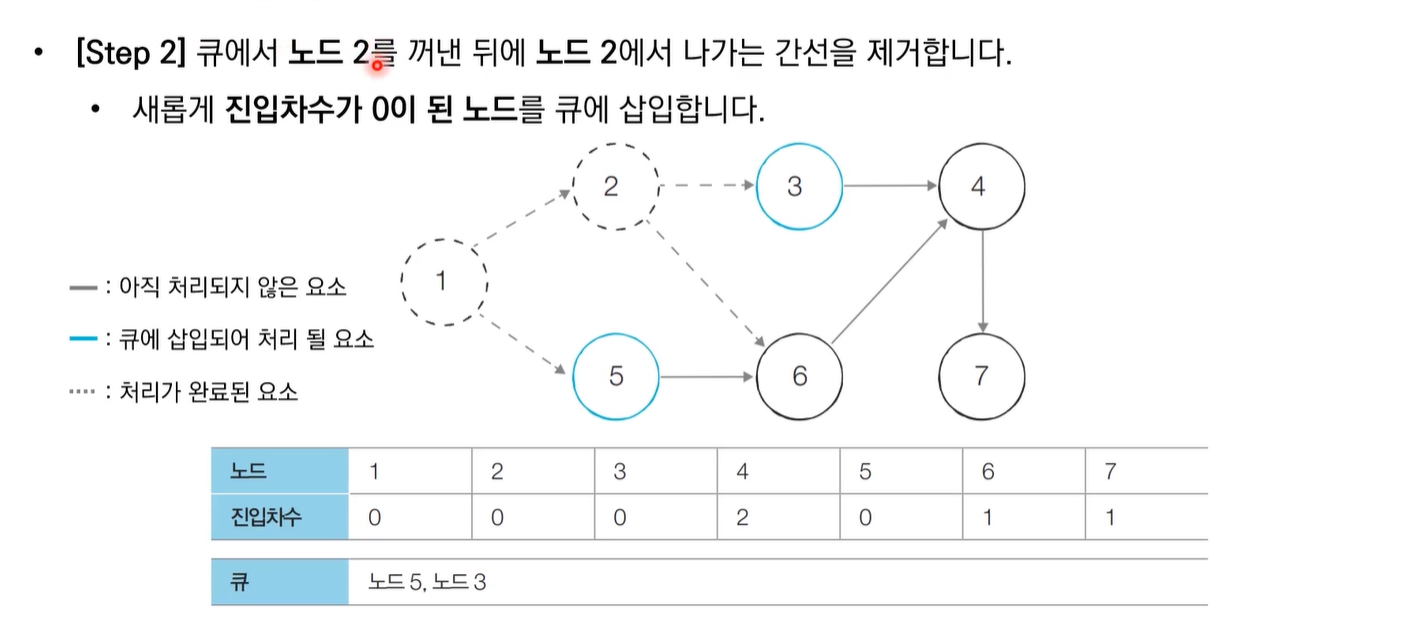 • [Step 2] 큐에서 노드 2를 꺼낸 뒤에 노드 2에서 나가는 간선을 제거합니다.
• 새롭게 진입차수가 0이 된 노드를 큐에 삽입합니다.
2 3 4
1
: 아직 처리되지 않은 요소
: 큐에 삽입되어 처리 될 요소
5 6 7
: 처리가 완료된 요소
노드 1 2 3 4 5 6 7
진입차수 0 0 0 2 0 1 1
큐 노드 5, 노드 3